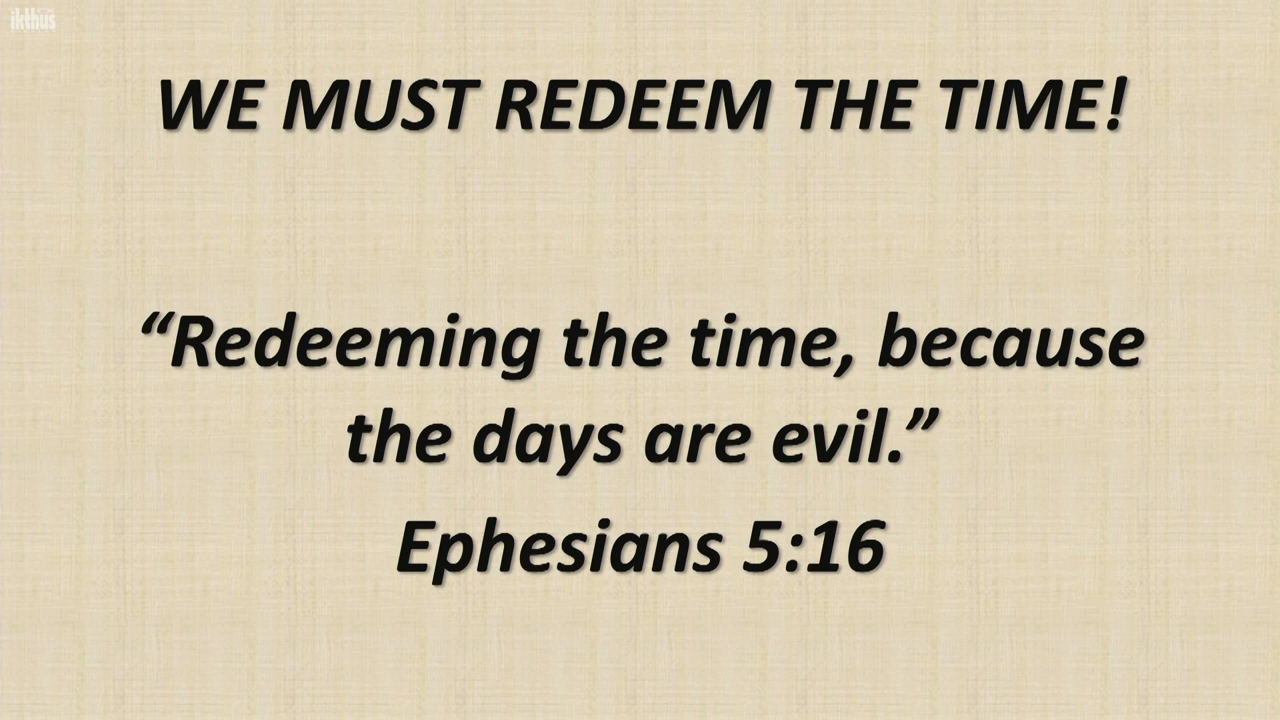 ikthus
WE MUST REDEEM THE TIME!
“Redeeming the time, because
the days are evil.”
Ephesians 5:16